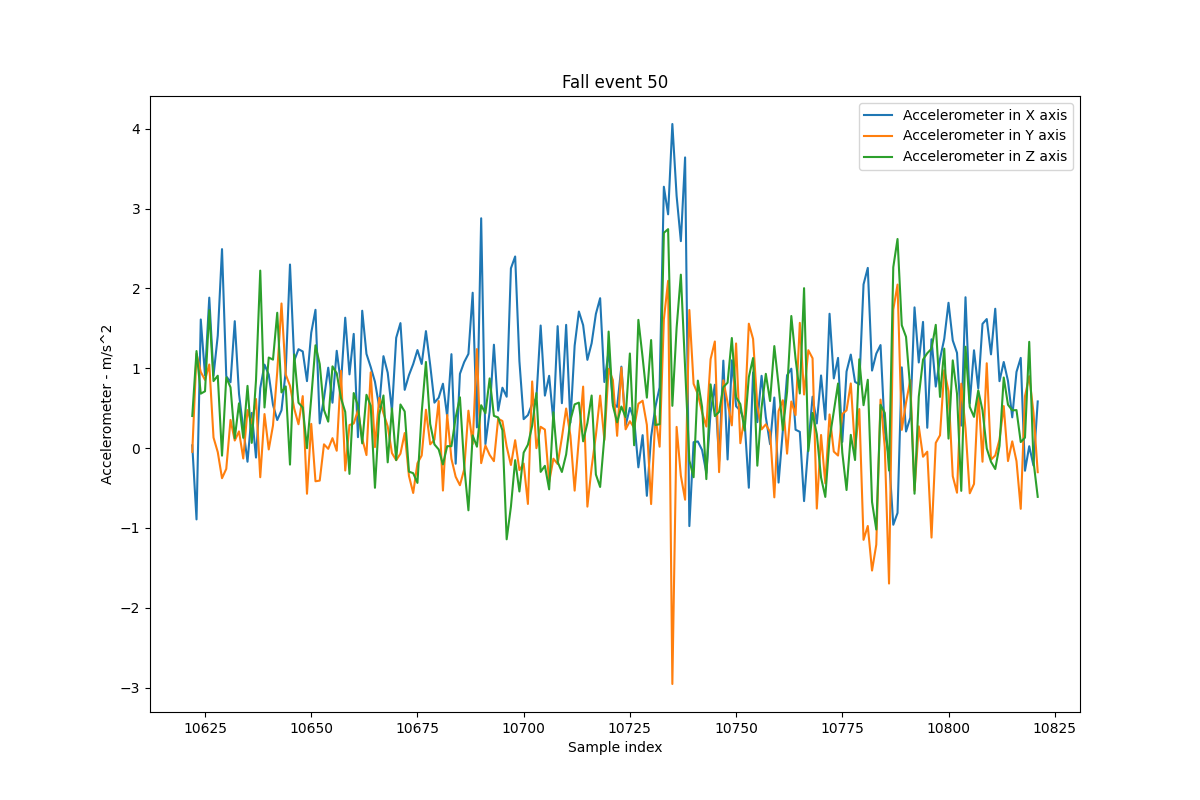 Fall event 50
Accelerometer in X axis
Accelerometer in Y axis
Accelerometer in Z axis
Accelerometer - m/s^2
4
3
2
1
0
−1
−2
−3
10625 10650 10675 10700 10725 10750 10775 10800 10825
Sample index